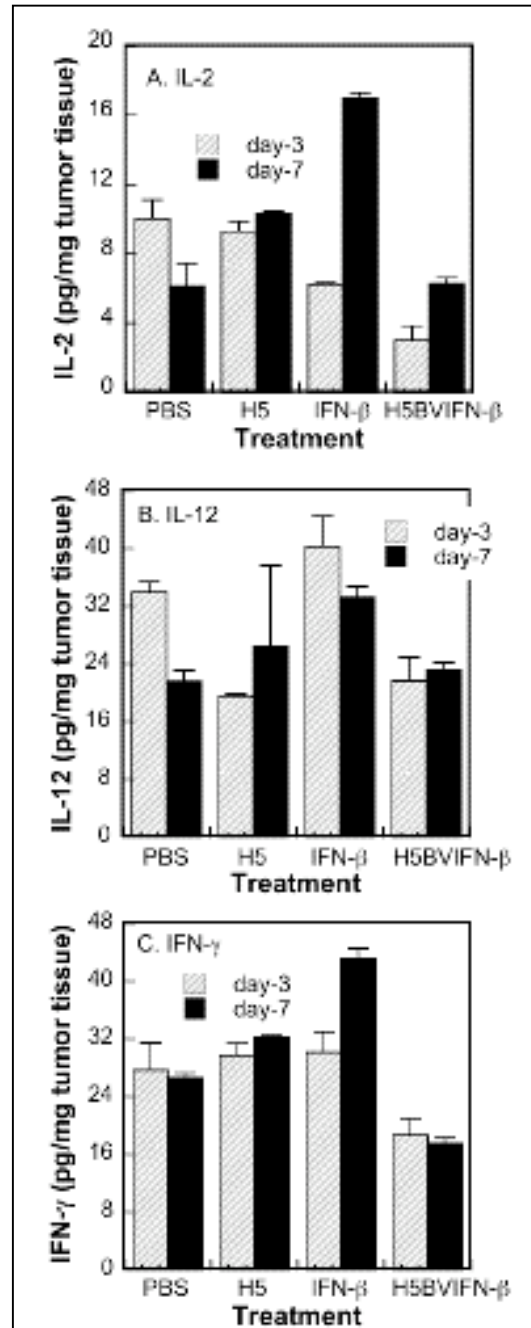 A. IL-2
day-3
day-7
IL-2 (pg/mg tumor tissue)
20
16
12
8
4
0
PBS H5 IFN-β H5BVIFN-β
Treatment
B. IL-12
day-3
day-7
IL-12 (pg/mg tumor tissue)
48
40
32
24
16
8
0
PBS H5 IFN-β H5BVIFN-β
Treatment
C. IFN-γ
day-3
day-7
IFN-γ (pg/mg tumor tissue)
48
40
32
24
16
8
0
PBS H5 IFN-β H5BVIFN-β
Treatment